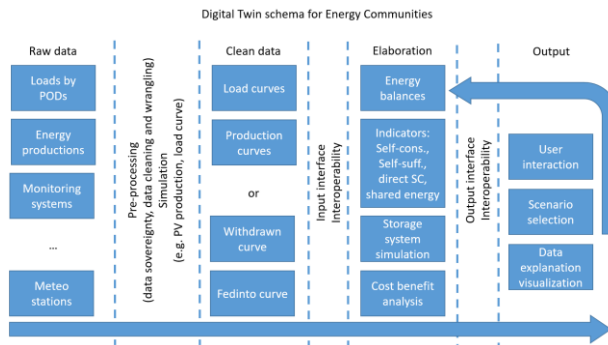 Digital Twin schema for Energy Communities
Raw data
Loads by
PODs
Energy
productions
Monitoring
systems
...
Meteo
stations
Pre-processing
(data sovereignty, data cleaning and wrangling)
Simulation
(e.g. PV production, load curve)
Clean data
Load curves
Production
curves
or
Withdrawn
curve
Fedinto curve
Input interface
Interoperability
Elaboration
Energy
balances
Indicators:
Self-cons.,
Self-suff.,
direct SC,
shared energy
Storage
system
simulation
Cost benefit
analysis
Output interface
Interoperability
Output
User
interaction
Scenario
selection
Data
explanation
visualization